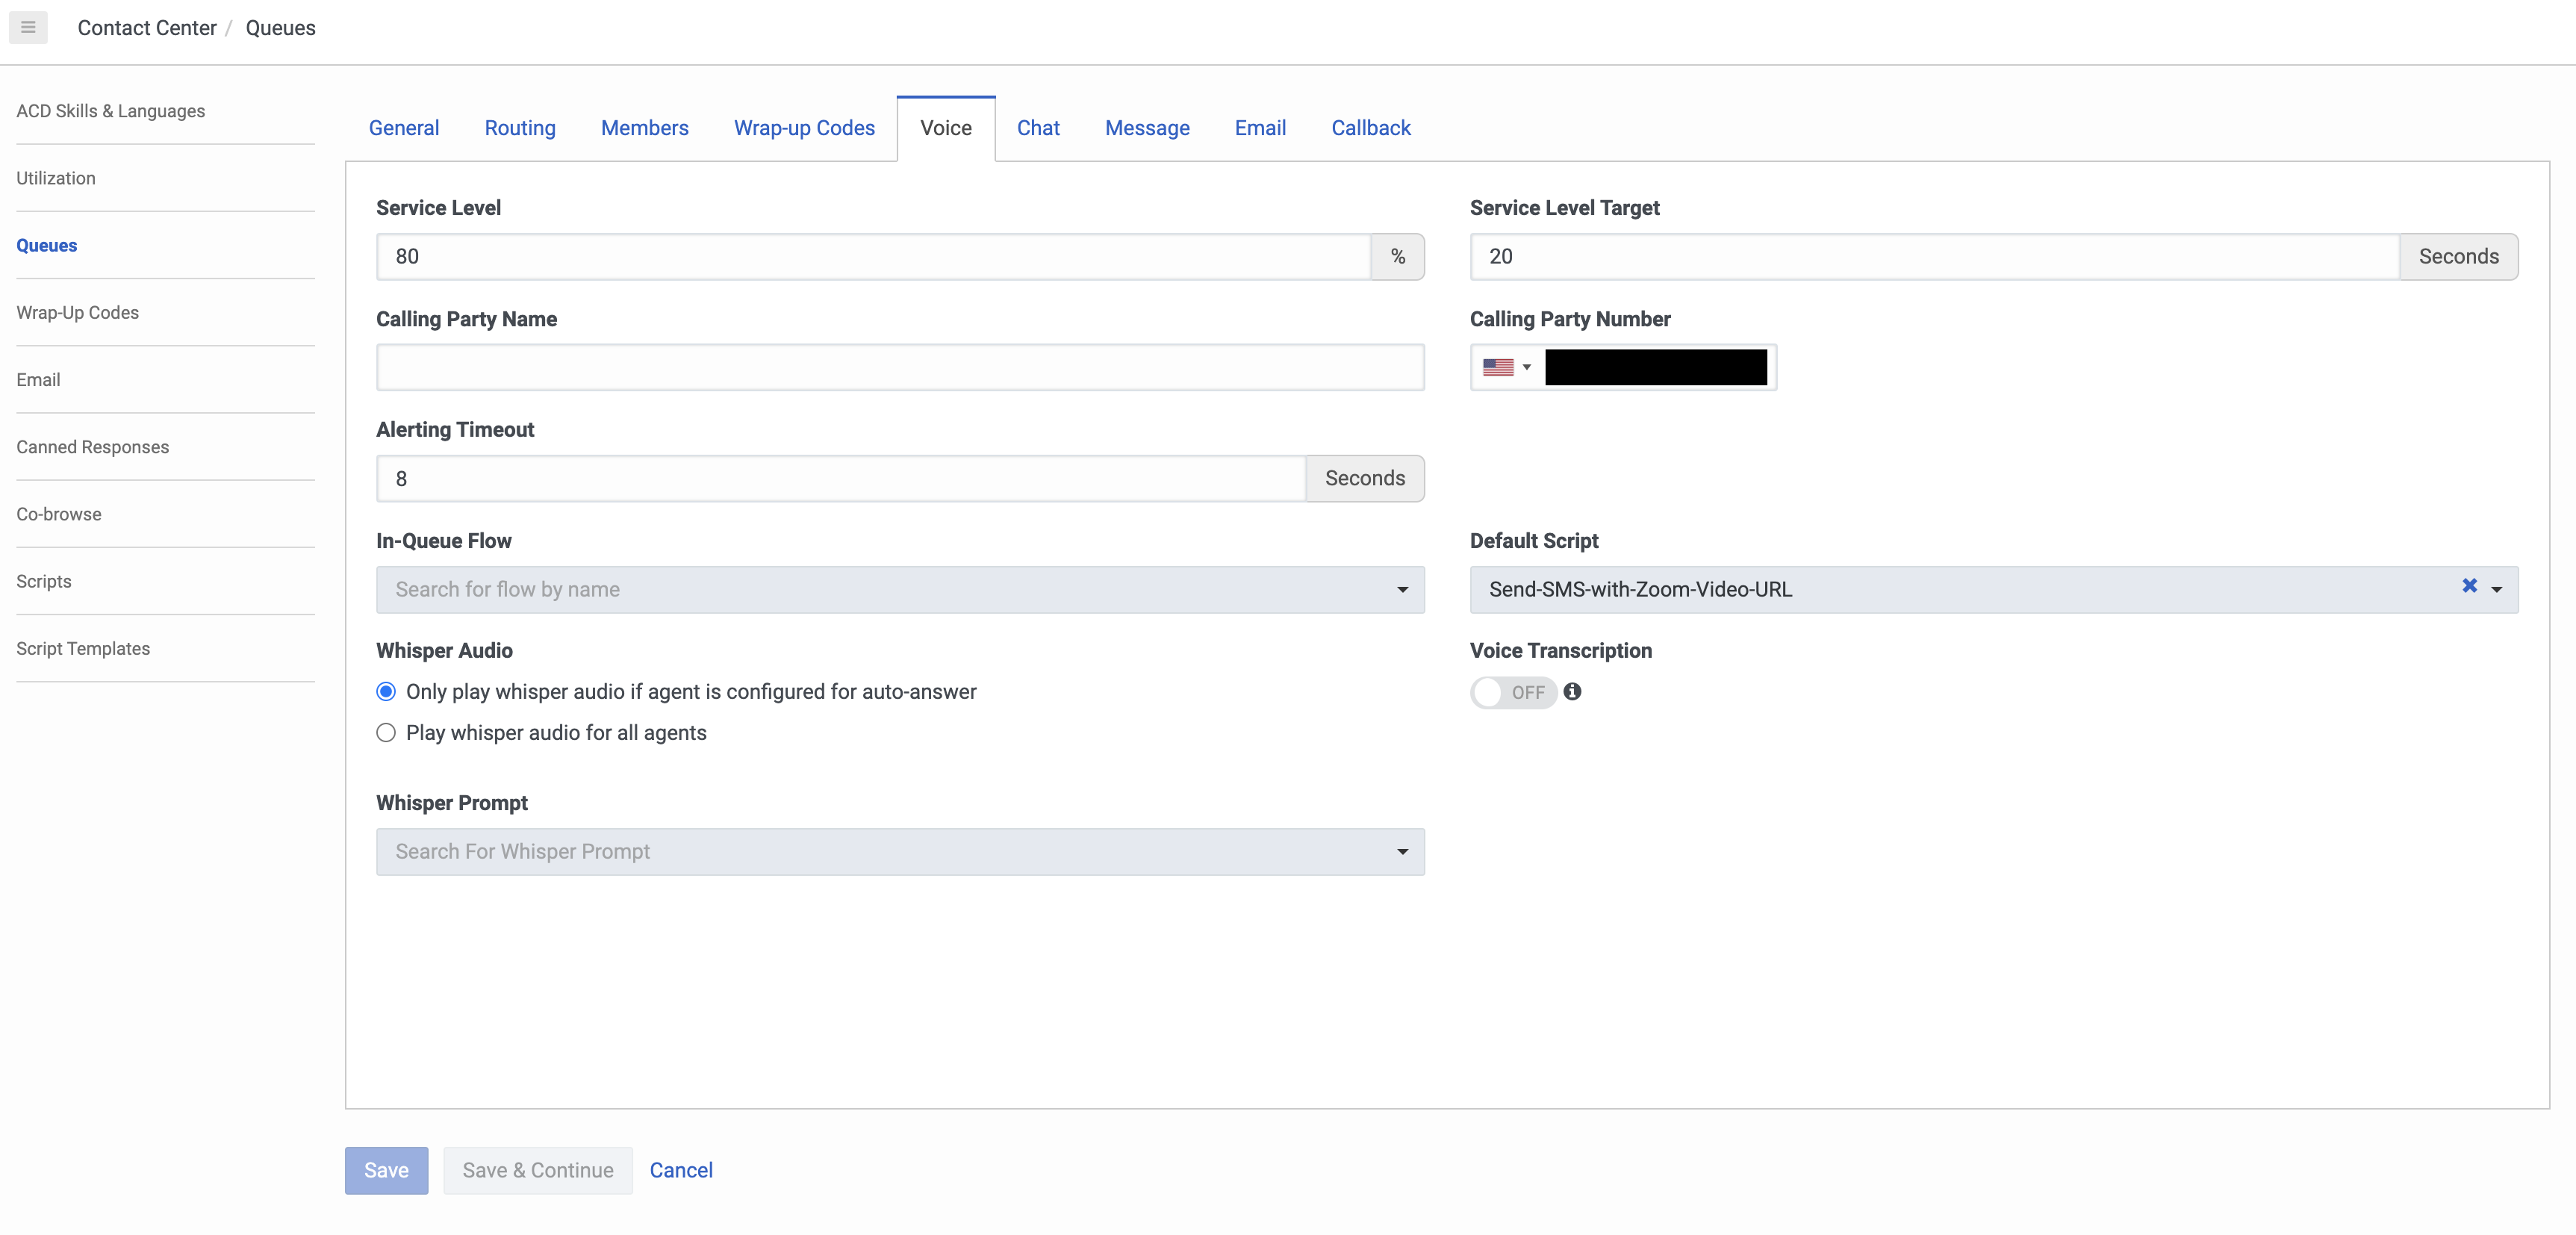 Contact Center / Queues
ACD Skills & Languages
Utilization
Queues
Wrap-Up Codes
Email
Canned Responses
Co-browse
Scripts
Script Templates
General Routing Members Wrap-up Codes Voice Chat Message Email Callback
Service Level
80 %
Service Level Target
20 Seconds
Calling Party Name
Calling Party Number
Alerting Timeout
8 Seconds
In-Queue Flow
Search for flow by name
Default Script
Send-SMS-with-Zoom-Video-URL
Whisper Audio
Only play whisper audio if agent is configured for auto-answer
Play whisper audio for all agents
Voice Transcription
OFF
Whisper Prompt
Search For Whisper Prompt
Save Save & Continue Cancel